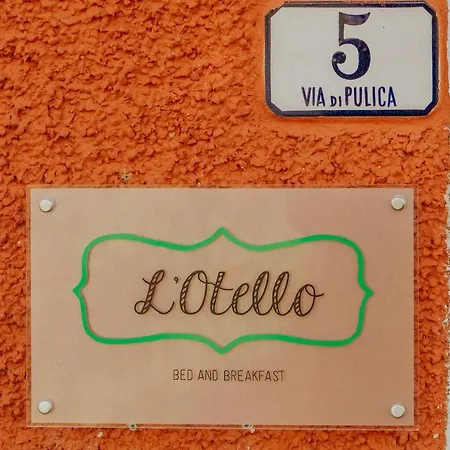 5
VIA DI PULICA
L'Otello
BED AND BREAKFAST